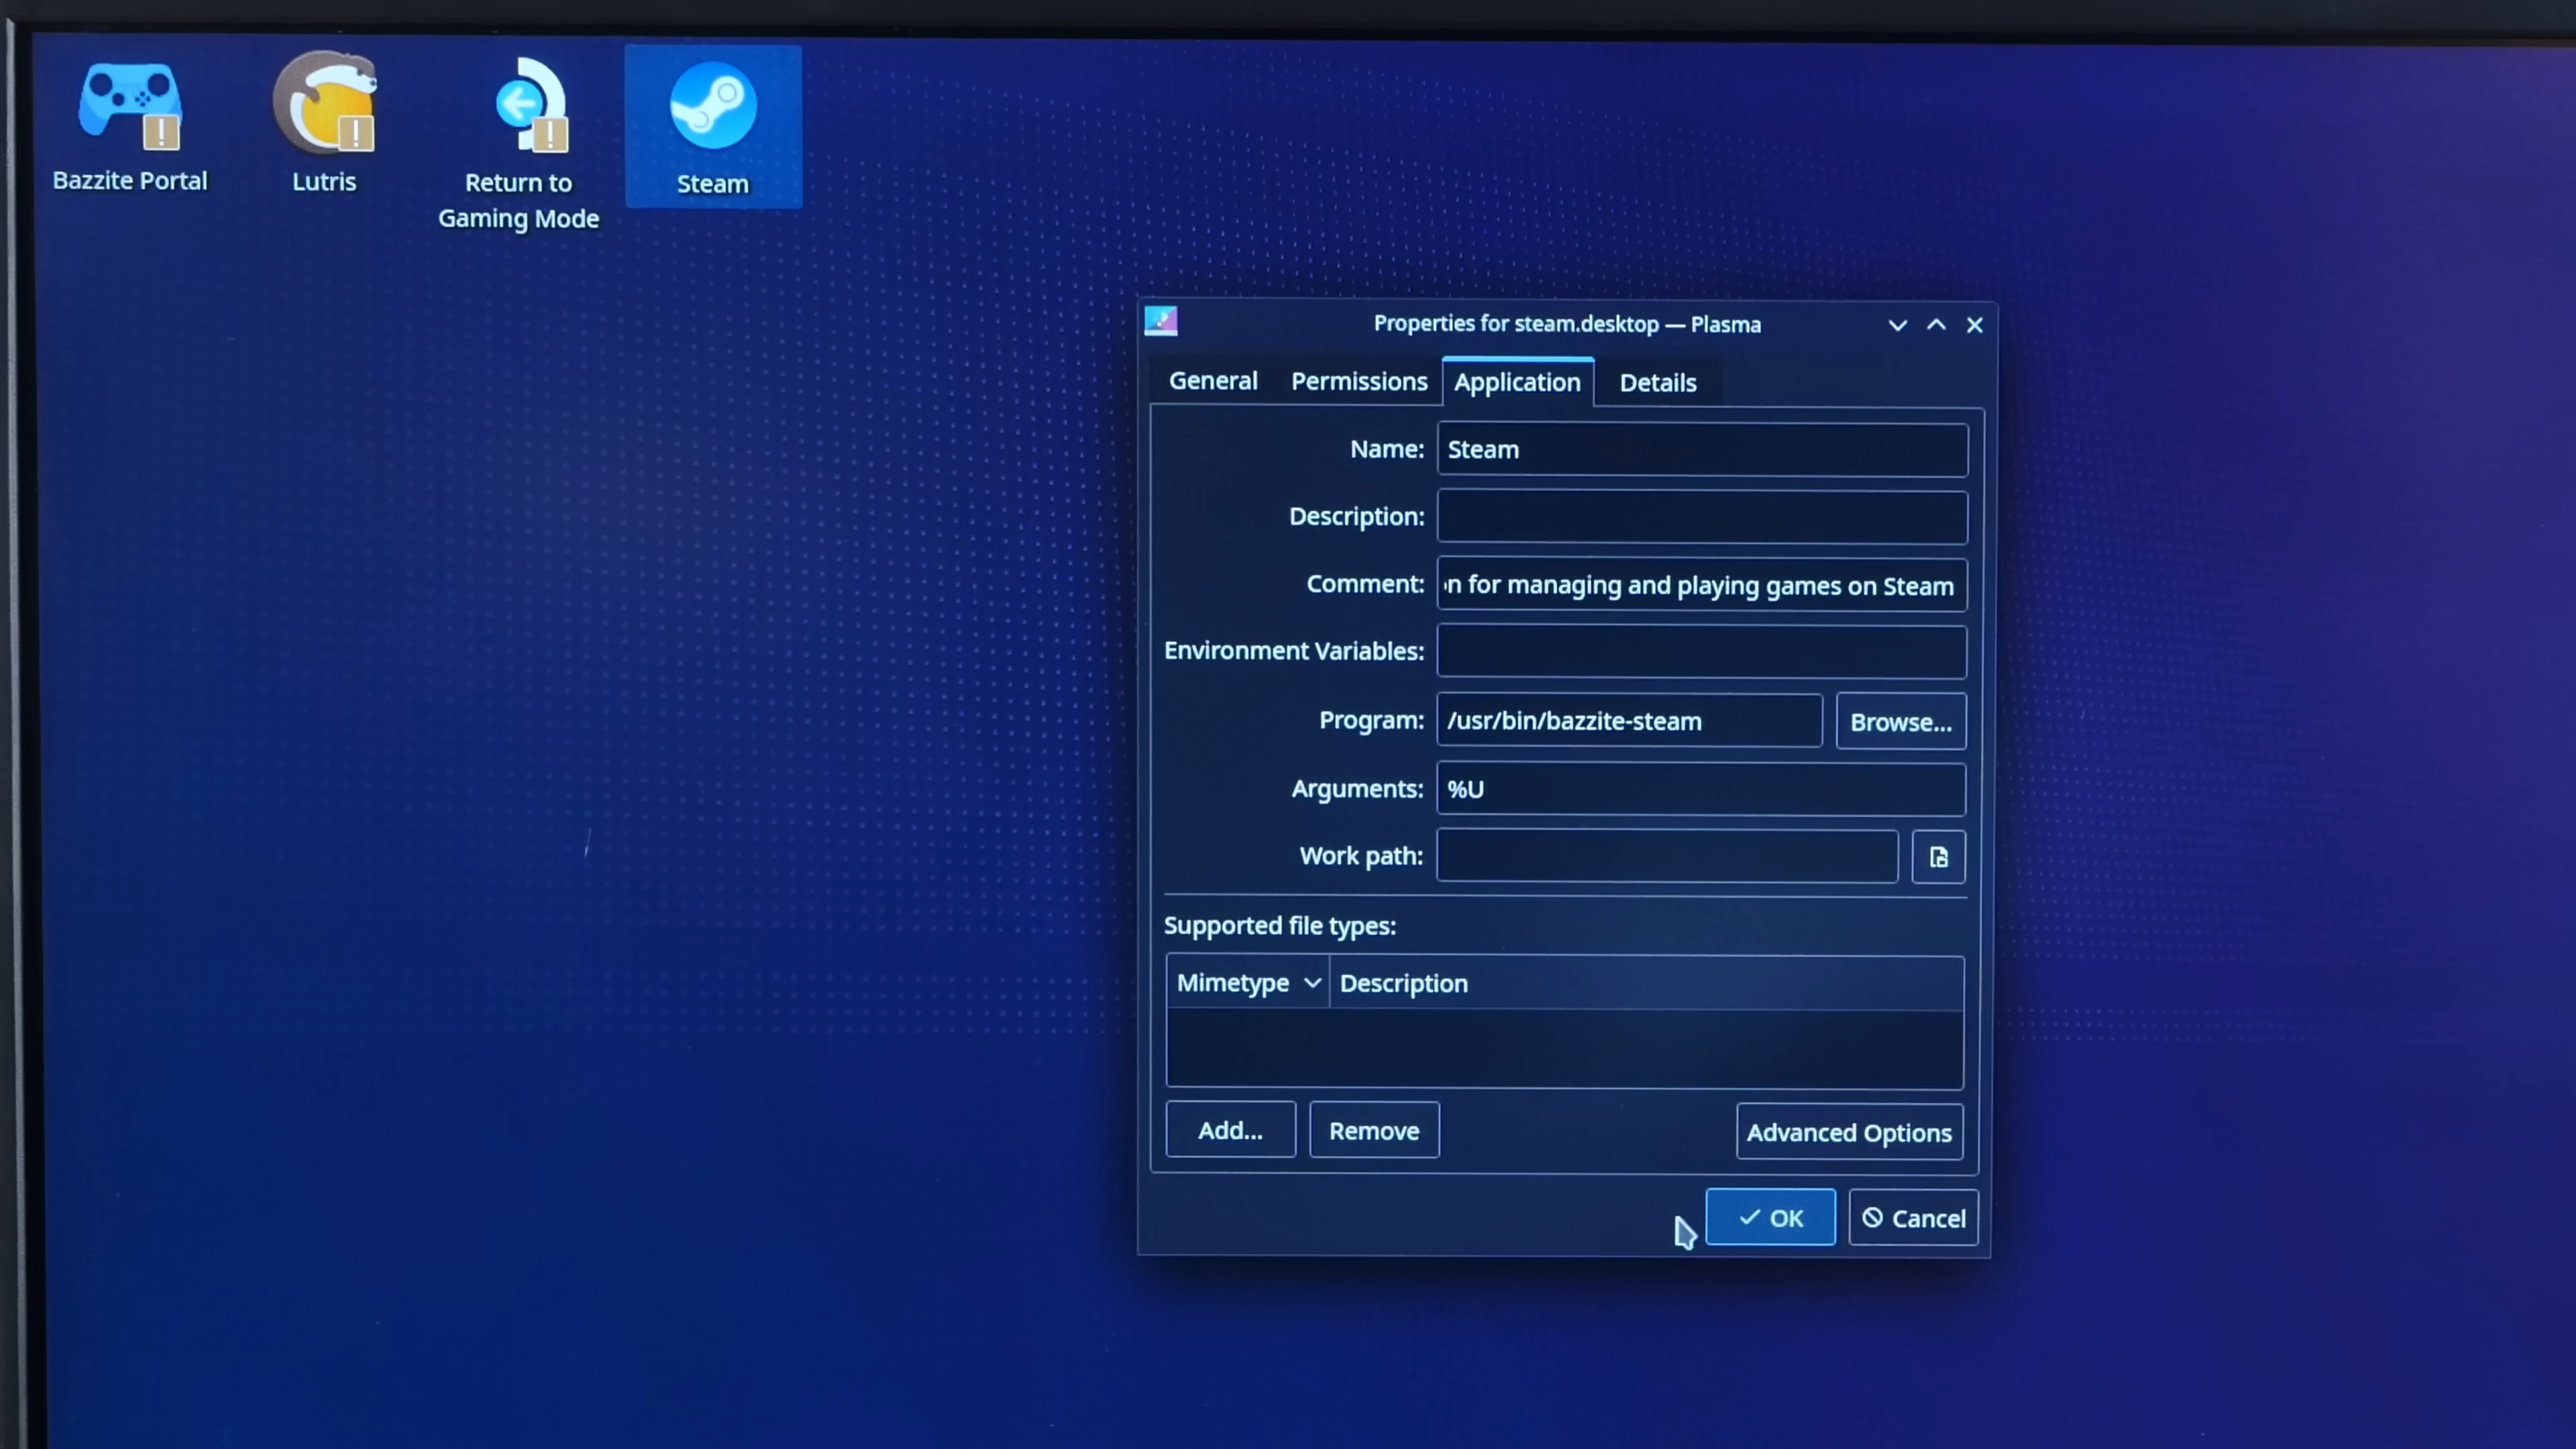 Bazzite Portal
Lutris
Return to
Gaming Mode
Steam
Properties for steam.desktop — Plasma
General
Permissions
Application
Details
Name:
Steam
Description:
Comment:
n for managing and playing games on Steam
Environment Variables:
Program:
/usr/bin/bazzite-steam
Browse...
Arguments:
%U
Work path:
Supported file types:
Mimetype
Description
Add...
Remove
Advanced Options
OK
Cancel